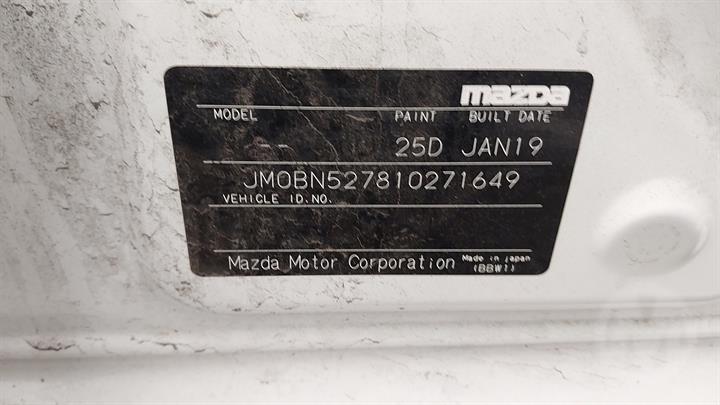 mazda
MODEL PAINT BUILT DATE
-- 25D JAN19
JM0BN527810271649
VEHICLE ID.NO.
Mazda Motor Corporation Made in japan
(BBW1)